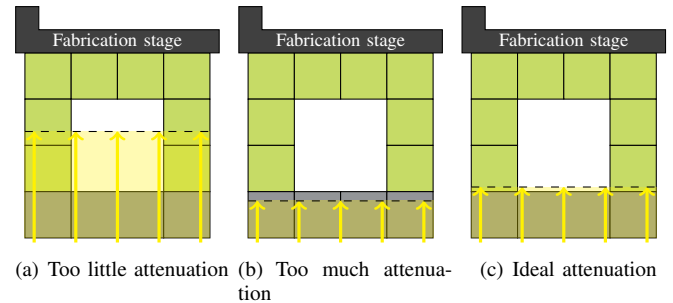 Fabrication stage Fabrication stage Fabrication stage
(a) Too little attenuation (b) Too much attenua- (c) Ideal attenuation
tion